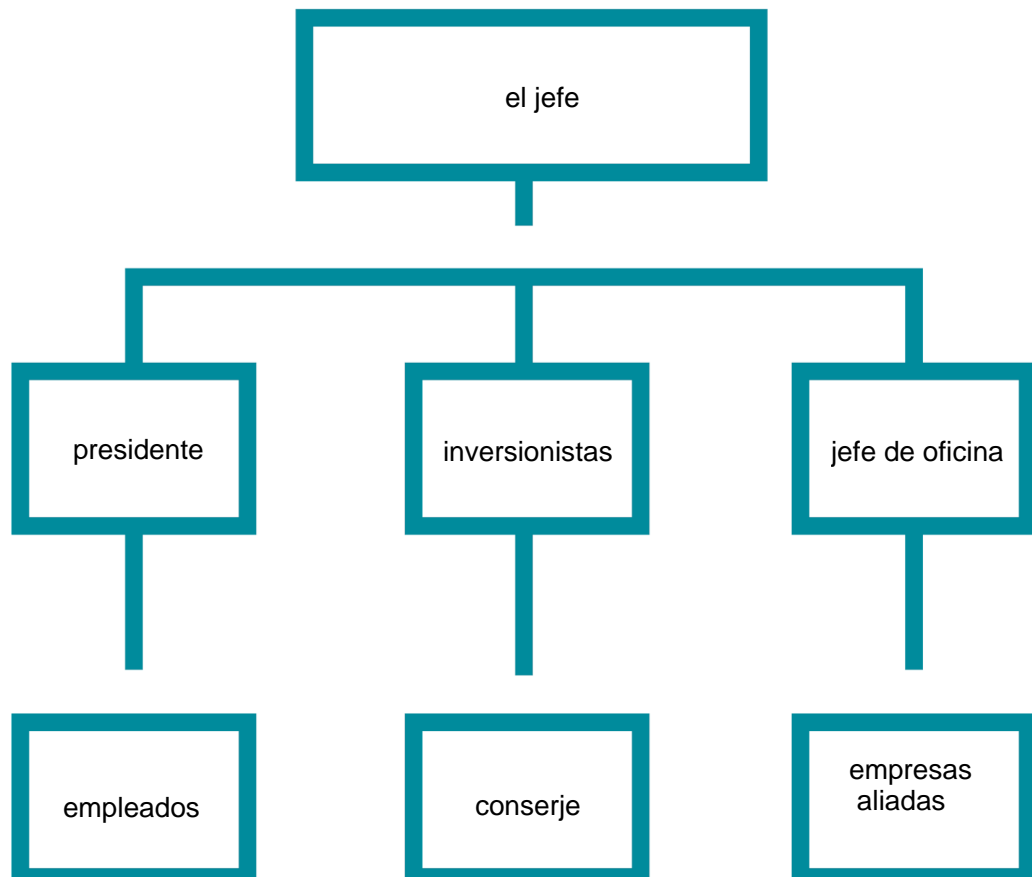 el jefe
presidente
inversionistas
jefe de oficina
empleados
conserje
empresas
aliadas